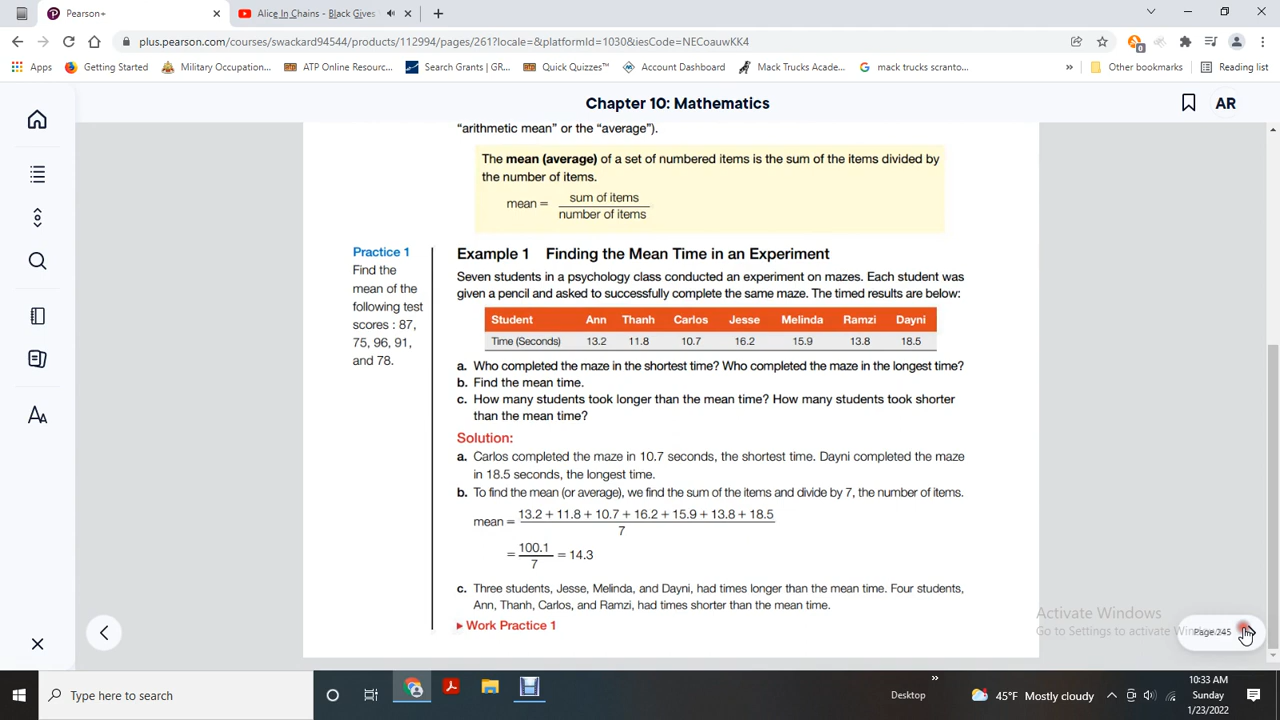 Pearson+
Alice In Chains - Black Gives
plus.pearson.com/courses/swackard94544/products/112994/pages/261?locale=&platformId=1030&iesCode=NECoauwKK4
0
Apps
Getting Started
Military Occupation...
ATP Online Resourc...
Search Grants | GR...
Quick Quizzes™
Account Dashboard
Mack Trucks Acade...
mack trucks scranto...
»
Other bookmarks
Reading list
Chapter 10: Mathematics
AR
“arithmetic mean” or the “average”).
The mean (average) of a set of numbered items is the sum of the items divided by
the number of items.
mean = sum of items
number of items
Practice 1
Find the
mean of the
following test
scores : 87,
75, 96, 91,
and 78.
Example 1 Finding the Mean Time in an Experiment
Seven students in a psychology class conducted an experiment on mazes. Each student was
given a pencil and asked to successfully complete the same maze. The timed results are below:
Student Ann Thanh Carlos Jesse Melinda Ramzi Dayni
Time (Seconds) 13.2 11.8 10.7 16.2 15.9 13.8 18.5
a. Who completed the maze in the shortest time? Who completed the maze in the longest time?
b. Find the mean time.
c. How many students took longer than the mean time? How many students took shorter
than the mean time?
Solution:
a. Carlos completed the maze in 10.7 seconds, the shortest time. Dayni completed the maze
in 18.5 seconds, the longest time.
b. To find the mean (or average), we find the sum of the items and divide by 7, the number of items.
mean = 13.2 + 11.8 + 10.7 + 16.2 + 15.9 + 13.8 + 18.5
7
= 100.1
7
= 14.3
c. Three students, Jesse, Melinda, and Dayni, had times longer than the mean time. Four students,
Ann, Thanh, Carlos, and Ramzi, had times shorter than the mean time.
▸ Work Practice 1
Activate Windows
Go to Settings to activate Windows.
Page 245
Type here to search
Desktop
»
45°F Mostly cloudy
10:33 AM
Sunday
1/23/2022